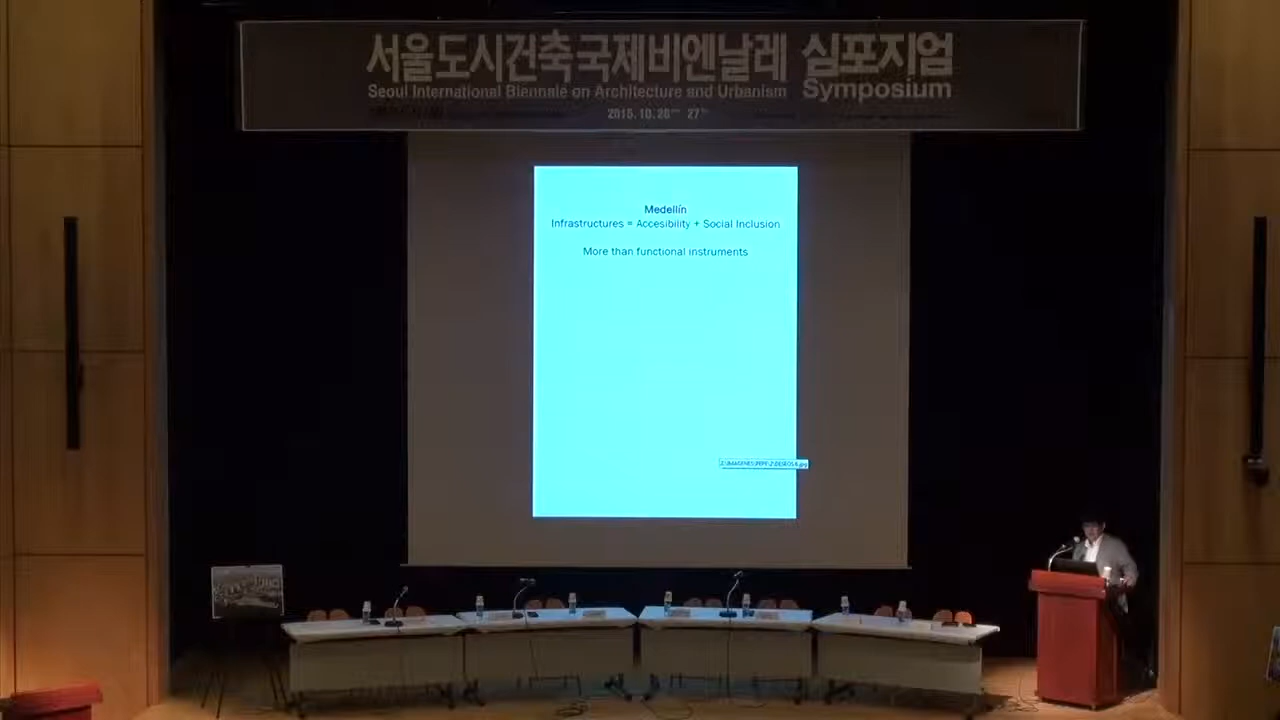 서울도시건축국제비엔날레 심포지엄
Seoul International Biennale on Architecture and Urbanism Symposium
2015.10.26 27
Medellín
Infrastructures = Accesibility + Social Inclusion
More than functional instruments